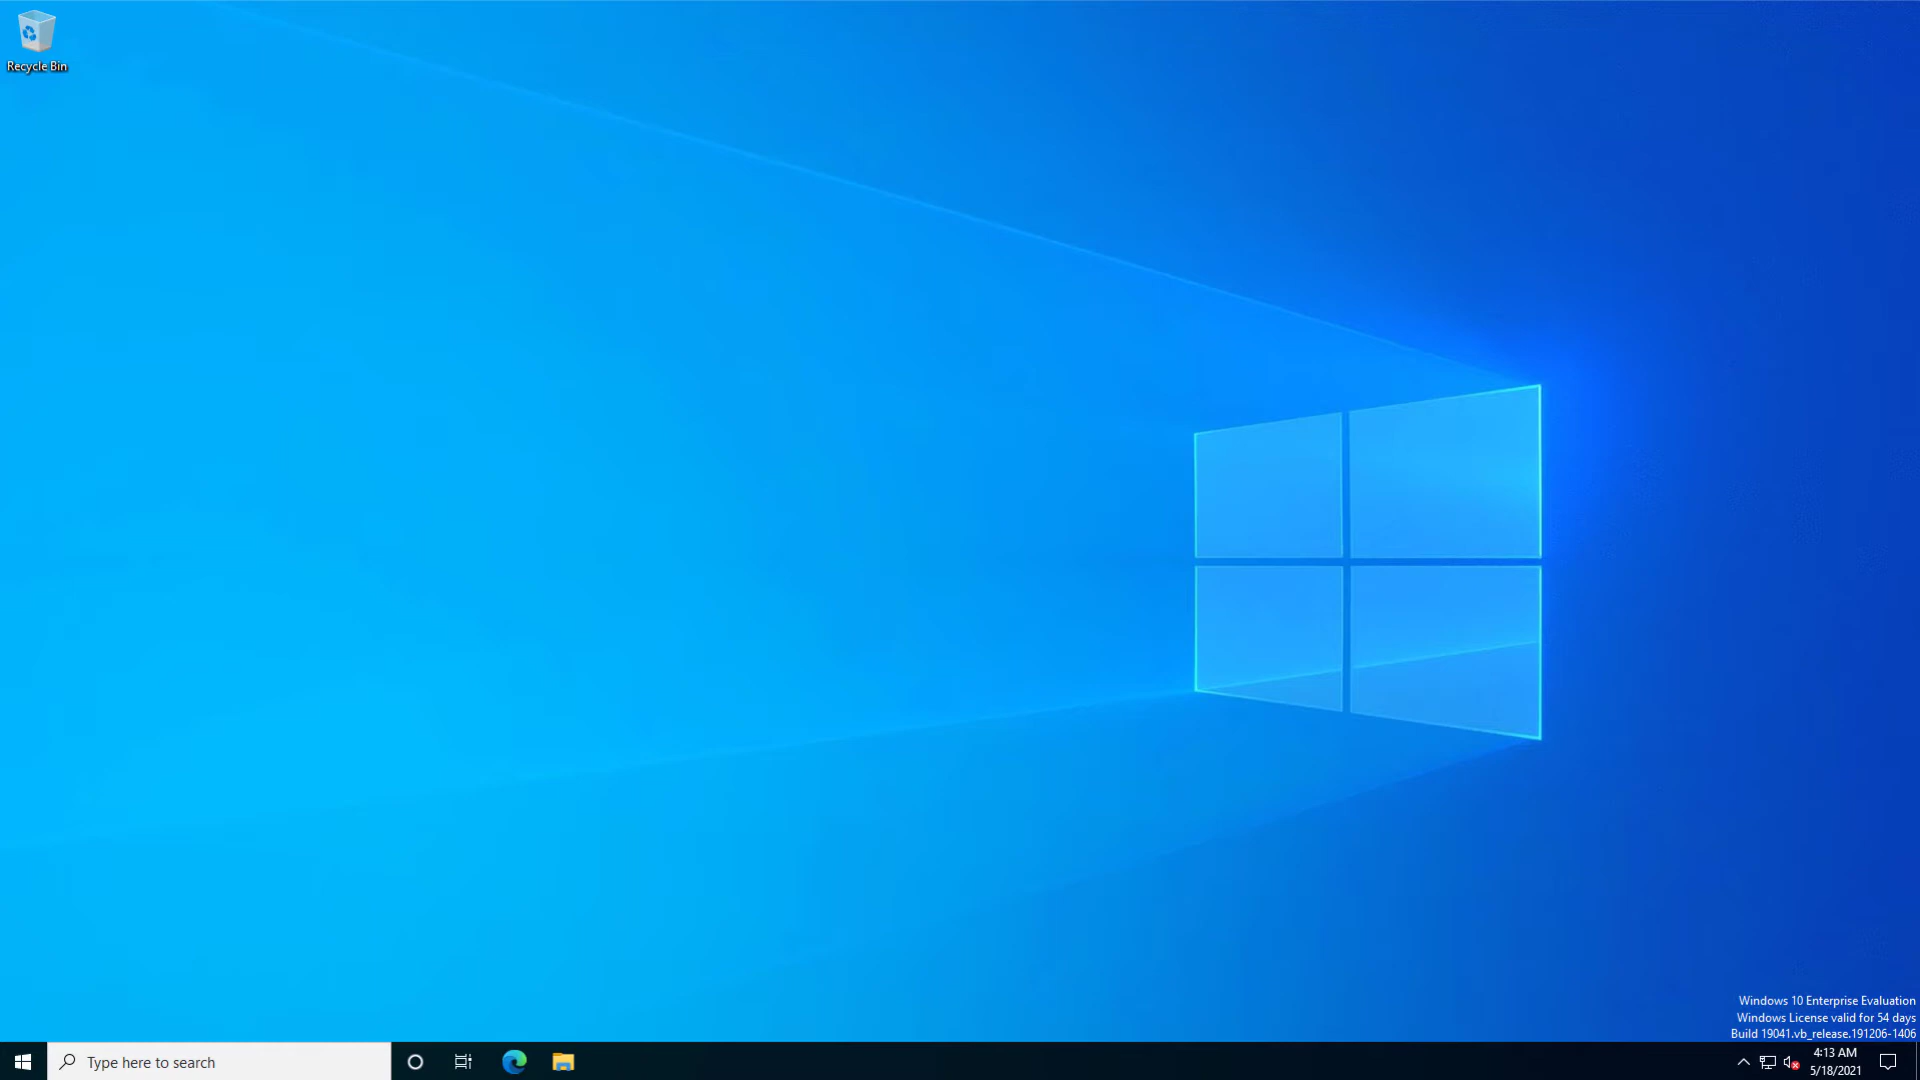 Recycle Bin
Windows 10 Enterprise Evaluation
Windows License valid for 54 days
Build 19041.vb_release.191206-1406
Type here to search
4:13 AM
5/18/2021